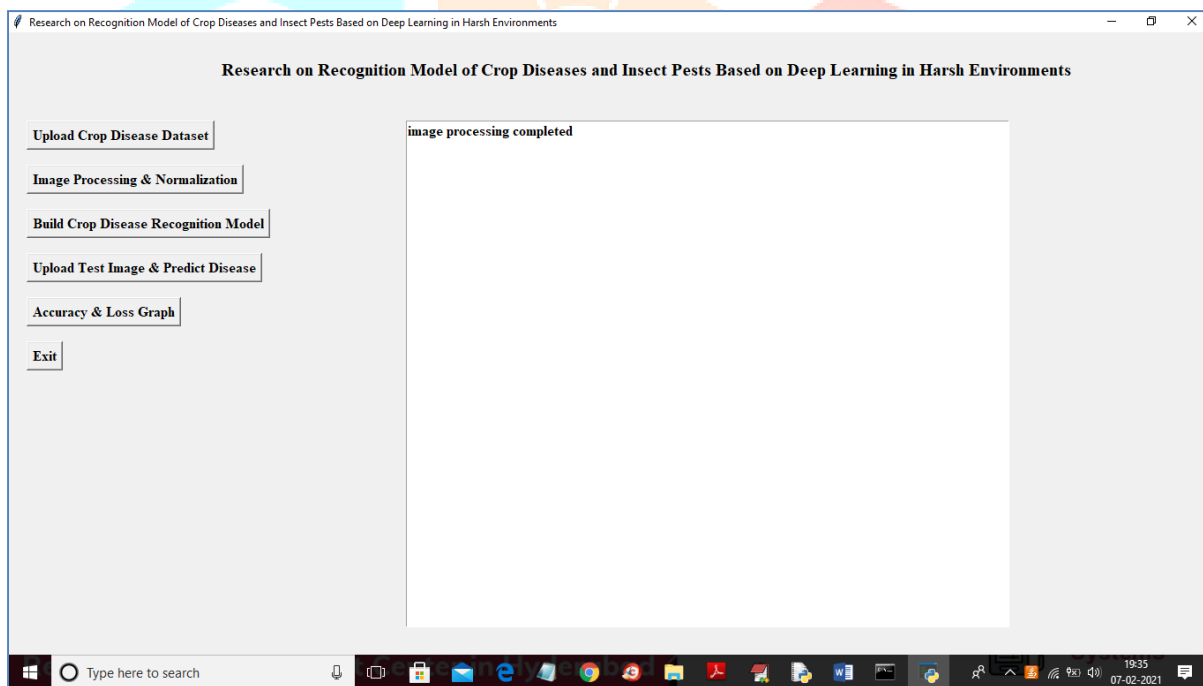 Research on Recognition Model of Crop Diseases and Insect Pests Based on Deep Learning in Harsh Environments
Research on Recognition Model of Crop Diseases and Insect Pests Based on Deep Learning in Harsh Environments
Upload Crop Disease Dataset
image processing completed
Image Processing & Normalization
Build Crop Disease Recognition Model
Upload Test Image & Predict Disease
Accuracy & Loss Graph
Exit
Type here to search
19:35
07-02-2021